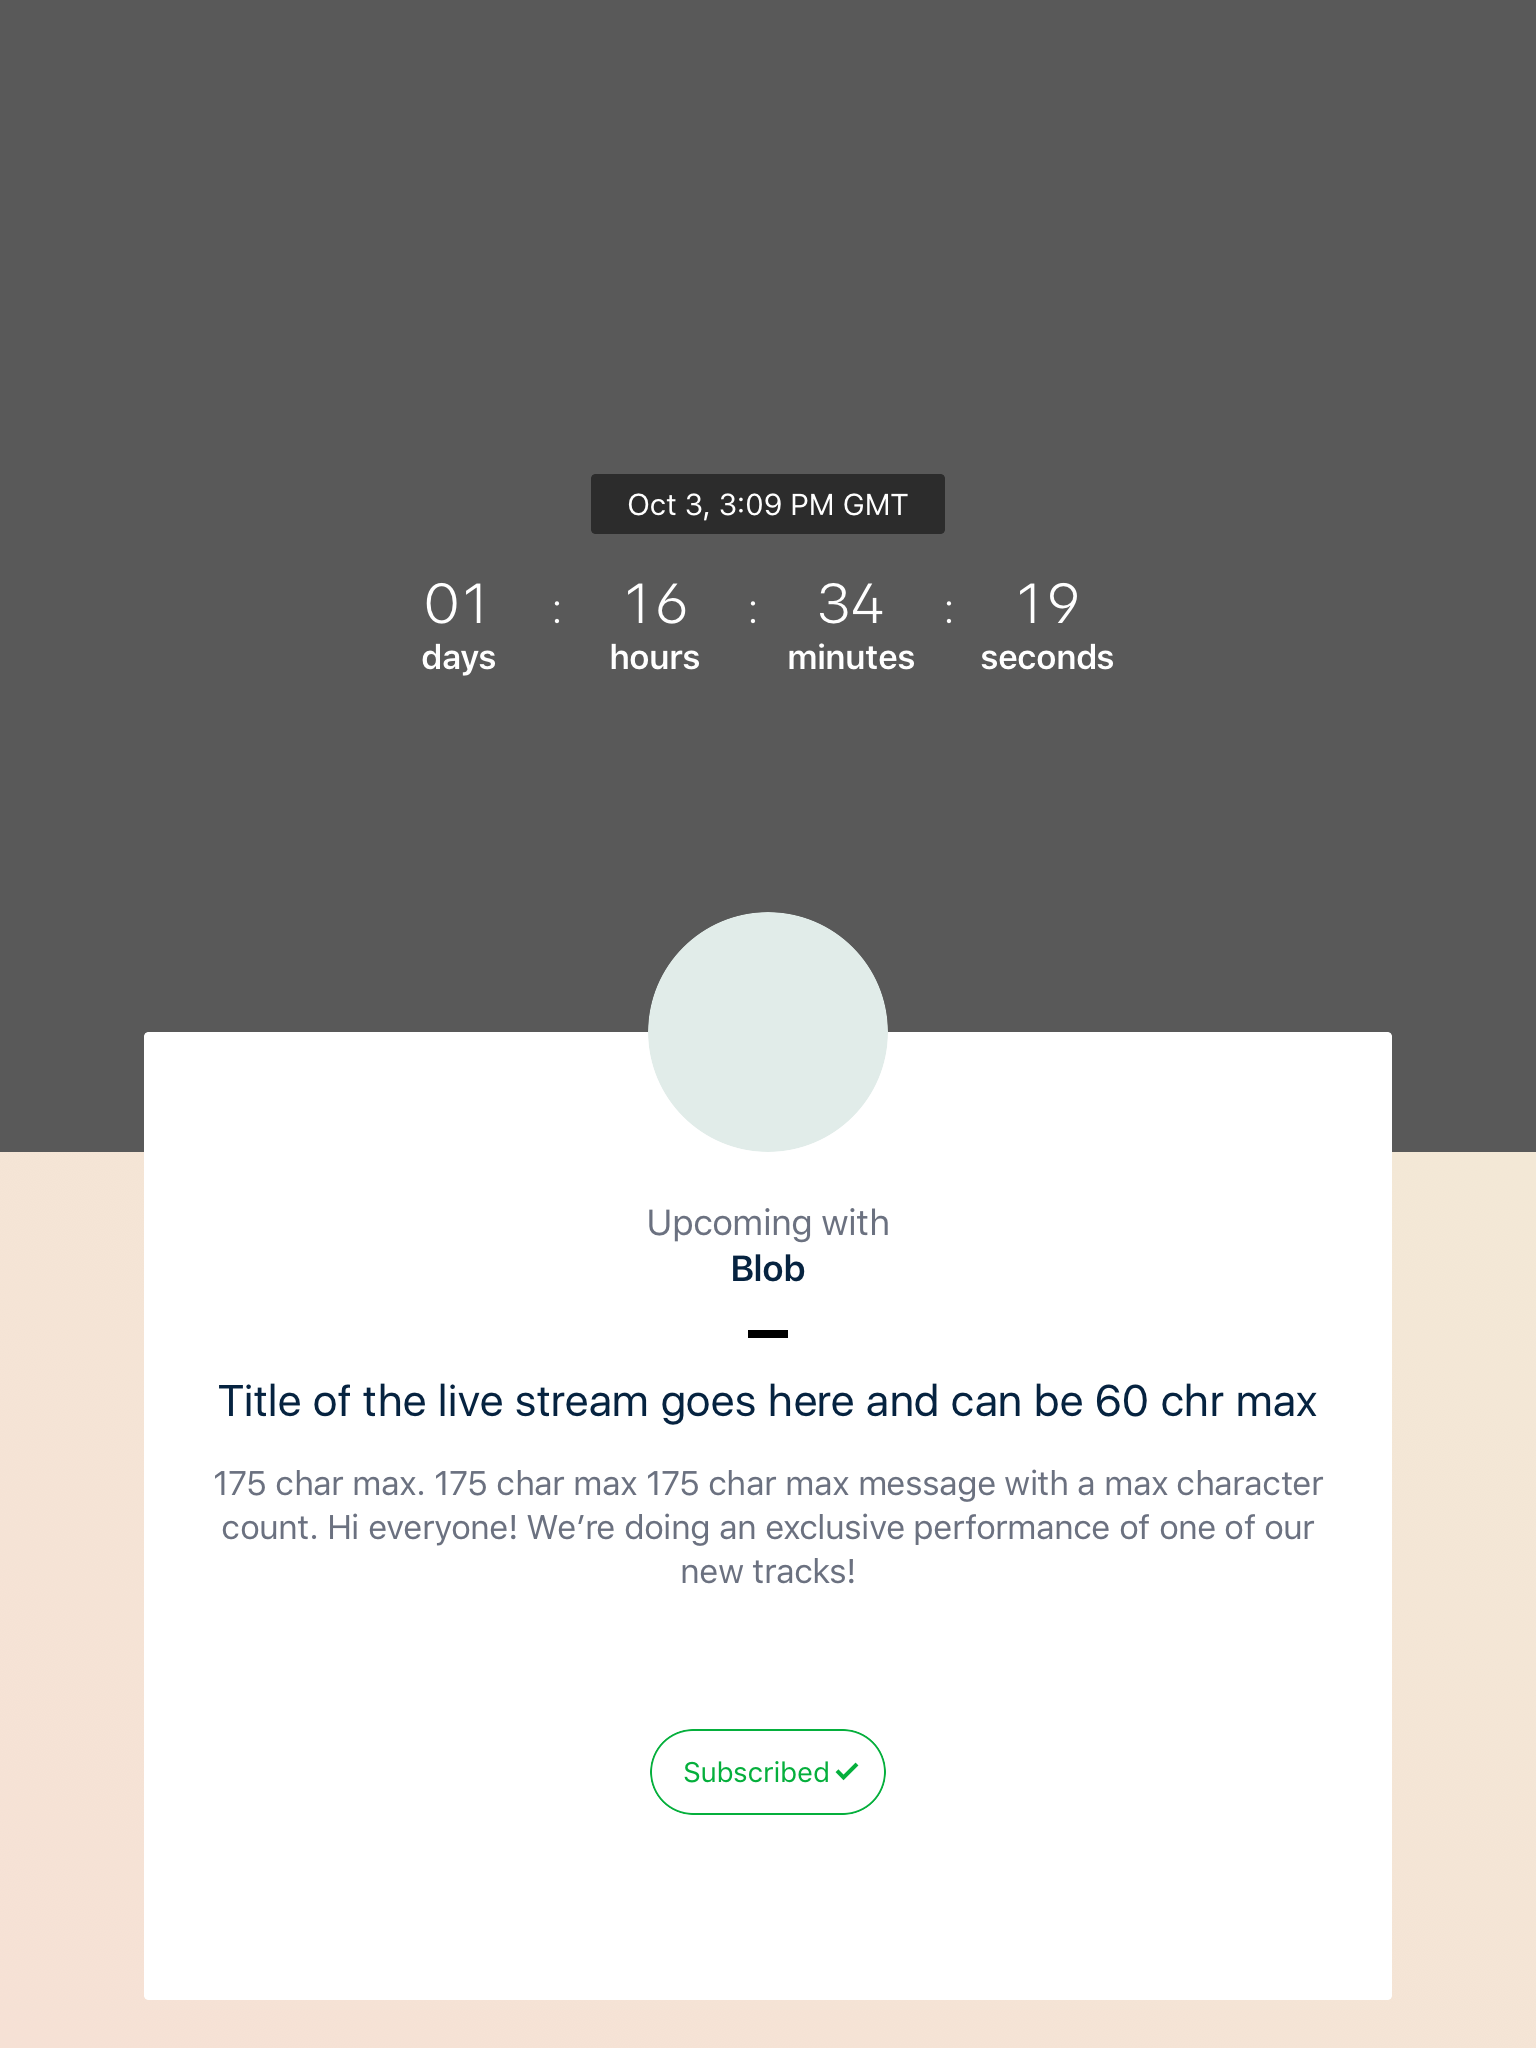 Oct 3, 3:09 PM GMT
01 : 16 : 34 : 19
days hours minutes seconds
Upcoming with
Blob
Title of the live stream goes here and can be 60 chr max
175 char max. 175 char max 175 char max message with a max character
count. Hi everyone! We’re doing an exclusive performance of one of our
new tracks!
Subscribed